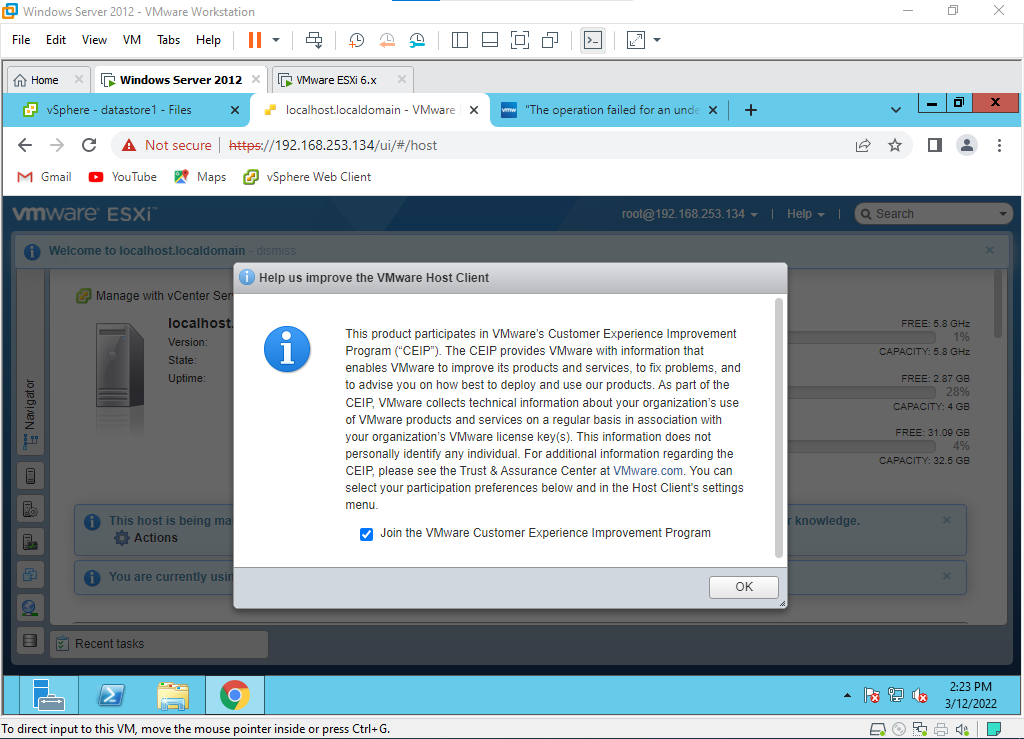 Windows Server 2012 - VMware Workstation
File Edit View VM Tabs Help
Home Windows Server 2012 VMware ESXi 6.x
vSphere - datastore1 - Files localhost.localdomain - VMware "The operation failed for an unde
Not secure https://192.168.253.134/ui/#/host
Gmail YouTube Maps vSphere Web Client
vmware ESXi™ root@192.168.253.134 Help Search
Welcome to localhost.localdomain - dismiss
Help us improve the VMware Host Client
Manage with vCenter Ser
localhost.
Version:
State:
Uptime:
Navigator
FREE: 5.8 GHz
1%
CAPACITY: 5.8 GHz
FREE: 2.87 GB
28%
CAPACITY: 4 GB
FREE: 31.09 GB
4%
CAPACITY: 32.5 GB
This product participates in VMware's Customer Experience Improvement
Program ("CEIP"). The CEIP provides VMware with information that
enables VMware to improve its products and services, to fix problems, and
to advise you on how best to deploy and use our products. As part of the
CEIP, VMware collects technical information about your organization's use
of VMware products and services on a regular basis in association with
your organization's VMware license key(s). This information does not
personally identify any individual. For additional information regarding the
CEIP, please see the Trust & Assurance Center at VMware.com. You can
select your participation preferences below and in the Host Client's settings
menu.
Join the VMware Customer Experience Improvement Program
This host is being ma
r knowledge.
Actions
You are currently usin
OK
Recent tasks
2:23 PM
3/12/2022
To direct input to this VM, move the mouse pointer inside or press Ctrl+G.